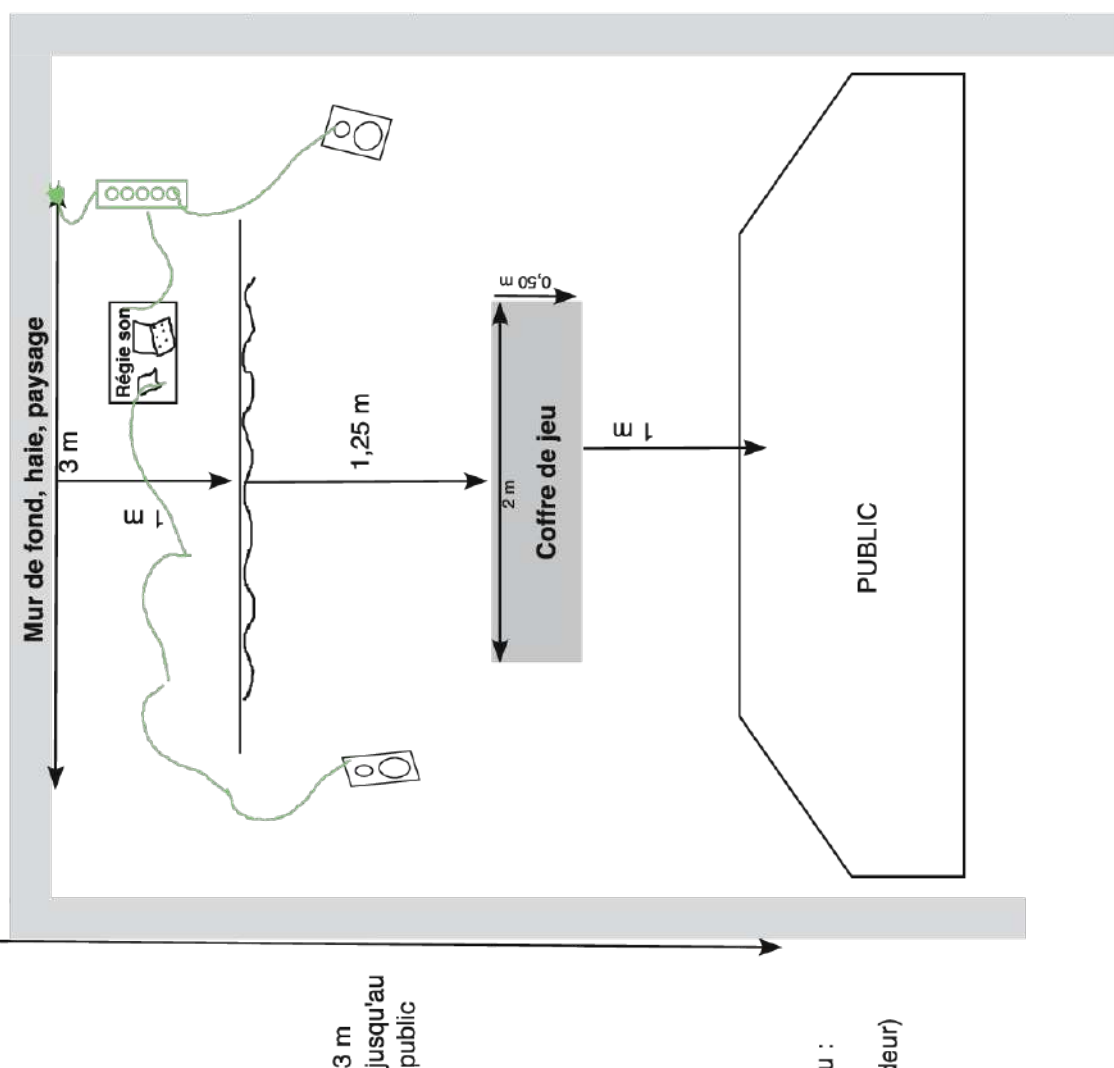 Mur de fond, haie, paysage
3 m
Régie son
1 m
1,25 m
0,50 m
2 m
Coffre de jeu
1 m
PUBLIC
3 m
jusqu'au
public
u :
deur)